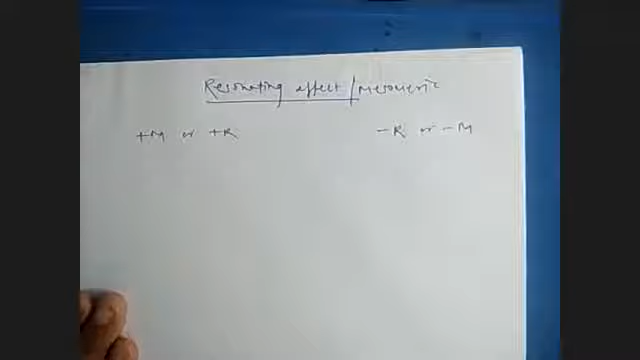 Resonating effect / Mesomeric
+M or +R -R or -M